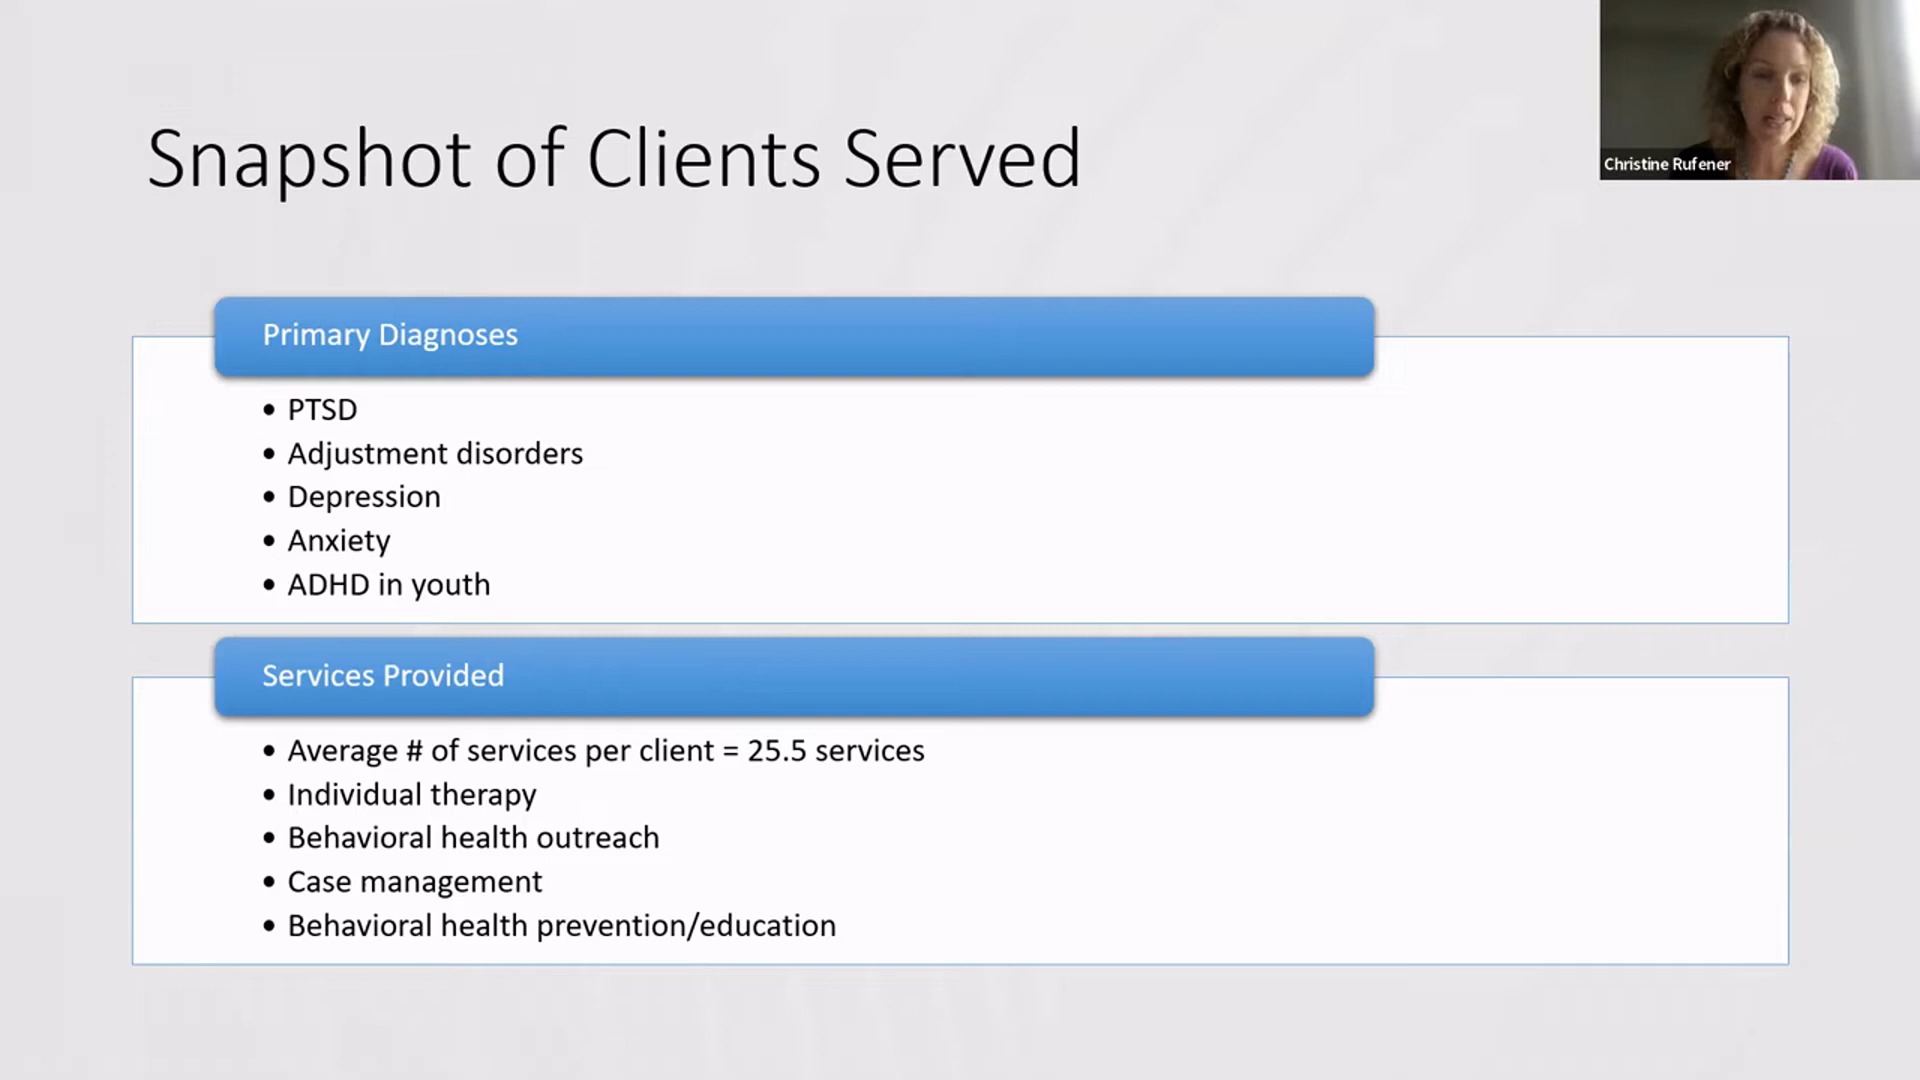 Snapshot of Clients Served
Christine Rufener
Primary Diagnoses
• PTSD
• Adjustment disorders
• Depression
• Anxiety
• ADHD in youth
Services Provided
• Average # of services per client = 25.5 services
• Individual therapy
• Behavioral health outreach
• Case management
• Behavioral health prevention/education